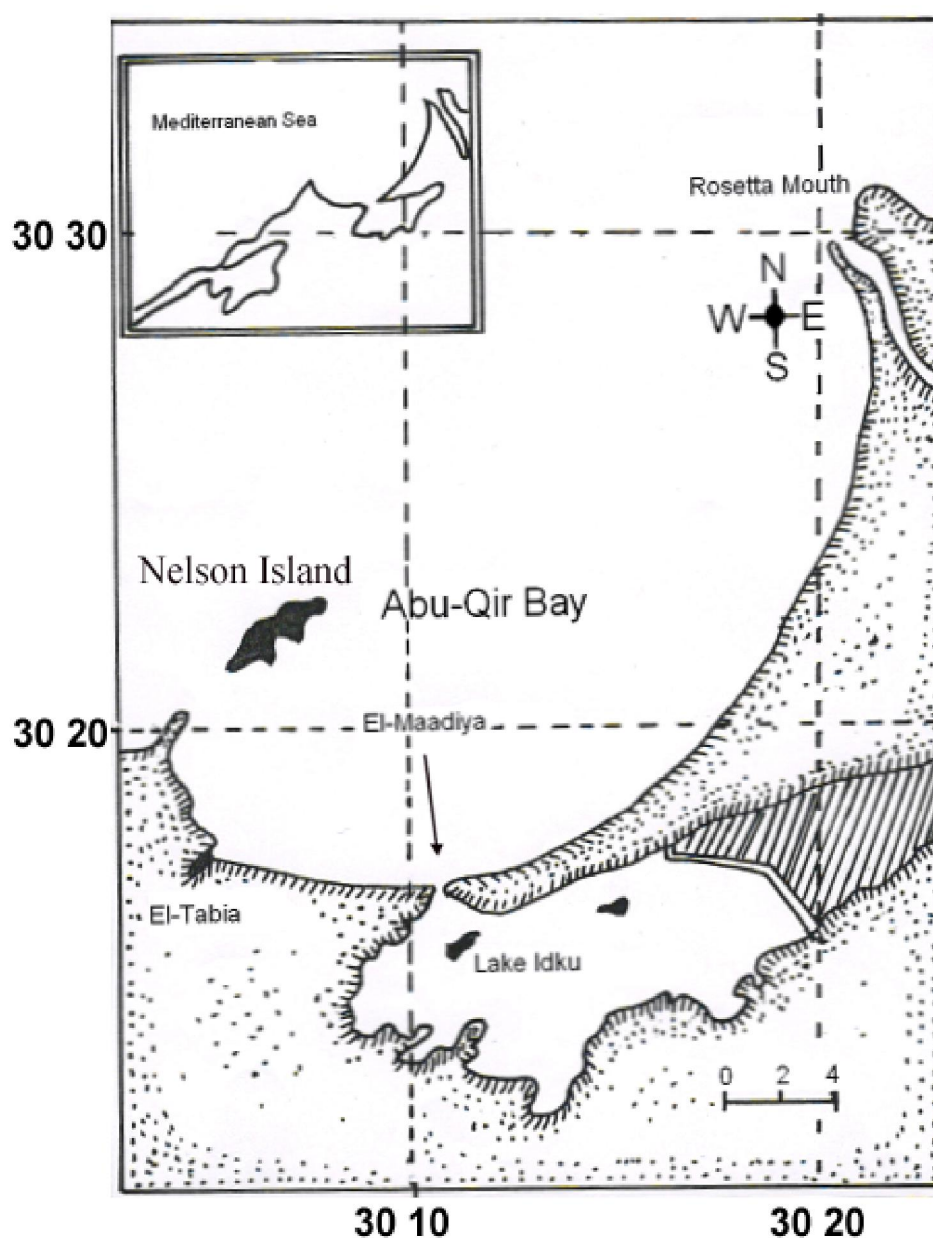 Mediterranean Sea
Rosetta Mouth
30 30
N
W E
S
Nelson Island
Abu-Qir Bay
30 20
El-Maadiya
El-Tabia
Lake Idku
0 2 4
30 10
30 20